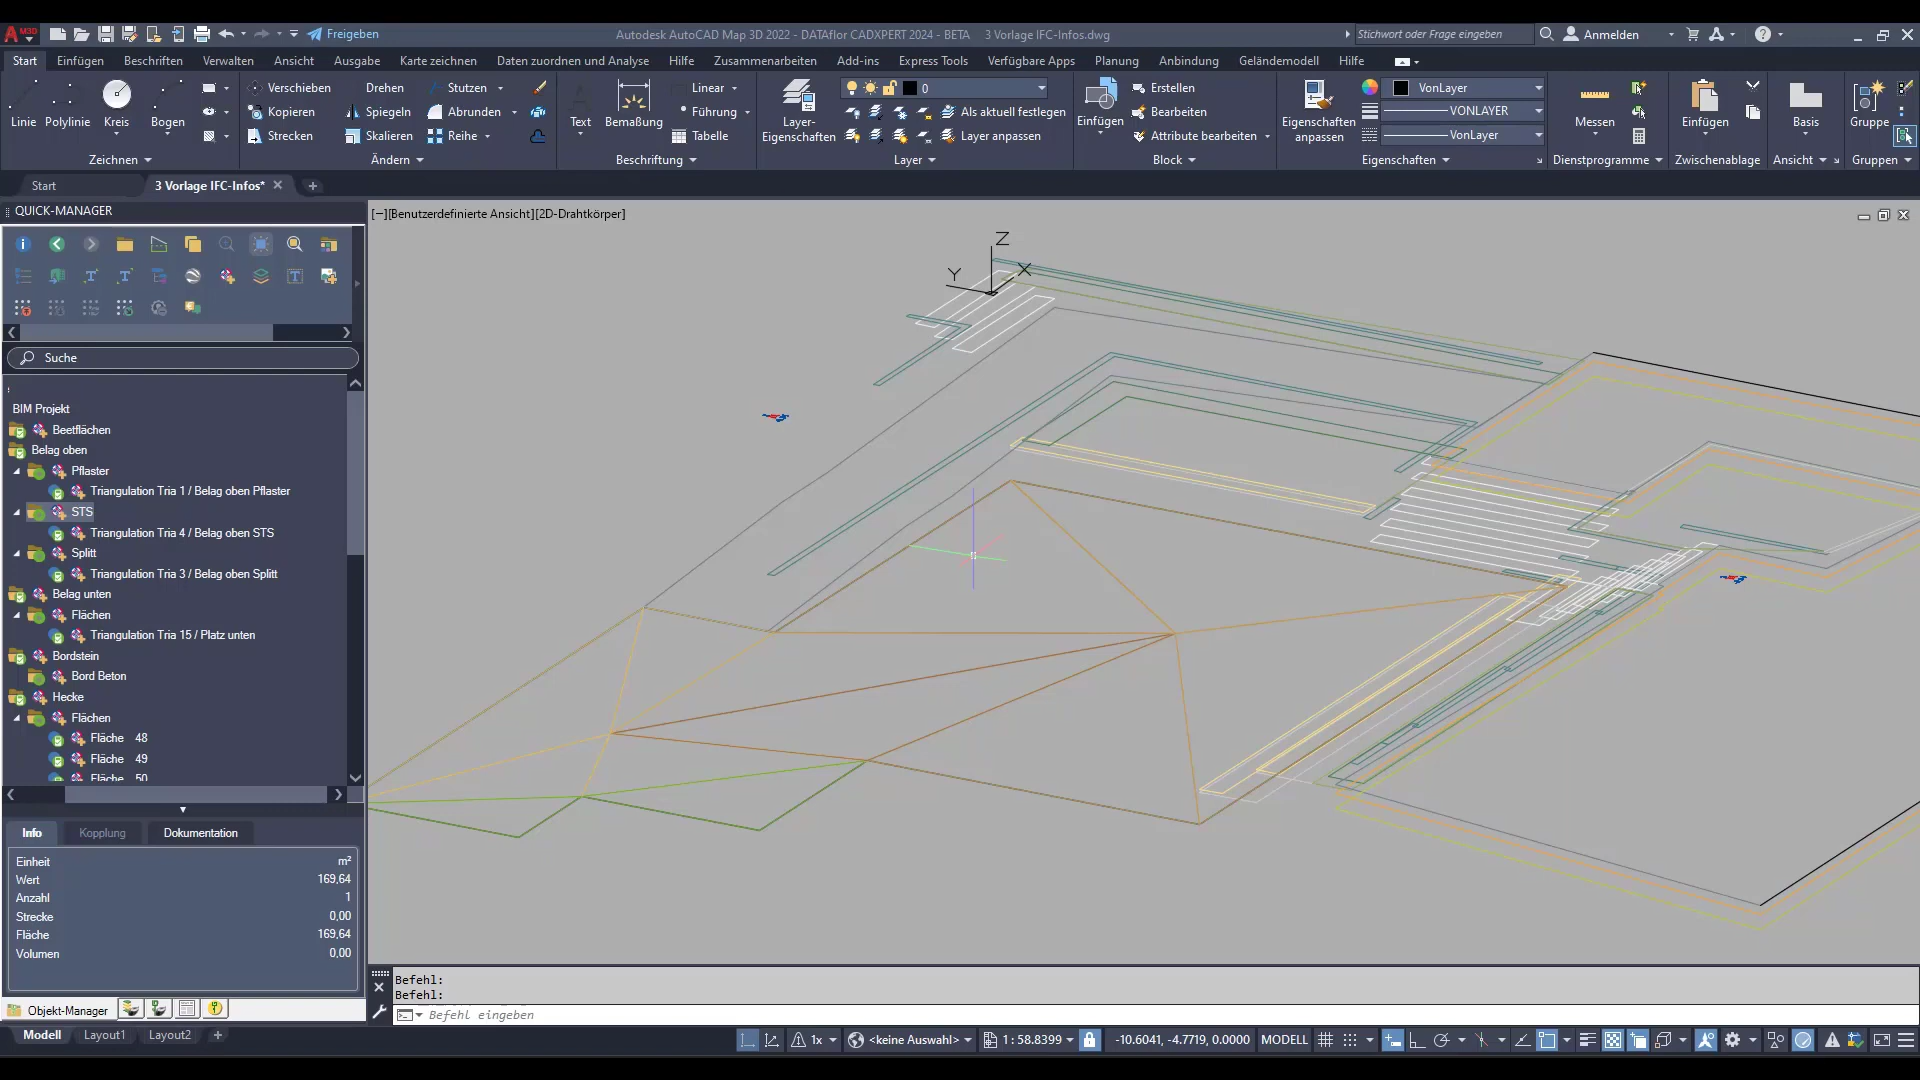 Freigeben
Autodesk AutoCAD Map 3D 2022 - DATAflor CADXPERT 2024 - BETA 3 Vorlage IFC-Infos.dwg
Stichwort oder Frage eingeben
Anmelden
Start Einfügen Beschriften Verwalten Ansicht Ausgabe Karte zeichnen Daten zuordnen und Analyse Hilfe Zusammenarbeiten Add-ins Express Tools Verfügbare Apps Planung Anbindung Geländemodell Hilfe
Linie Polylinie Kreis Bogen
Verschieben Drehen Stutzen
Kopieren Spiegeln Abrunden
Strecken Skalieren Reihe
Text Bemaßung
Linear
Führung
Tabelle
Layer-
Eigenschaften
0
Als aktuell festlegen
Layer anpassen
Einfügen
Erstellen
Bearbeiten
Attribute bearbeiten
Eigenschaften
anpassen
VonLayer
VONLAYER
VonLayer
Messen
Einfügen
Basis
Gruppe
Zeichnen Ändern Beschriftung Layer Block Eigenschaften Dienstprogramme Zwischenablage Ansicht Gruppen
Start 3 Vorlage IFC-Infos*
QUICK-MANAGER
[−][Benutzerdefinierte Ansicht][2D-Drahtkörper]
Z
Y X
Suche
BIM Projekt
Beetflächen
Belag oben
Pflaster
Triangulation Tria 1 / Belag oben Pflaster
STS
Triangulation Tria 4 / Belag oben STS
Splitt
Triangulation Tria 3 / Belag oben Splitt
Belag unten
Flächen
Triangulation Tria 15 / Platz unten
Bordstein
Bord Beton
Hecke
Flächen
Fläche 48
Fläche 49
Fläche 50
Info Kopplung Dokumentation
Einheit m²
Wert 169,64
Anzahl 1
Strecke 0,00
Fläche 169,64
Volumen 0,00
Befehl:
Befehl:
Befehl eingeben
Objekt-Manager
Modell Layout1 Layout2
1x
<keine Auswahl>
1 : 58.8399
-10.6041, -4.7719, 0.0000
MODELL